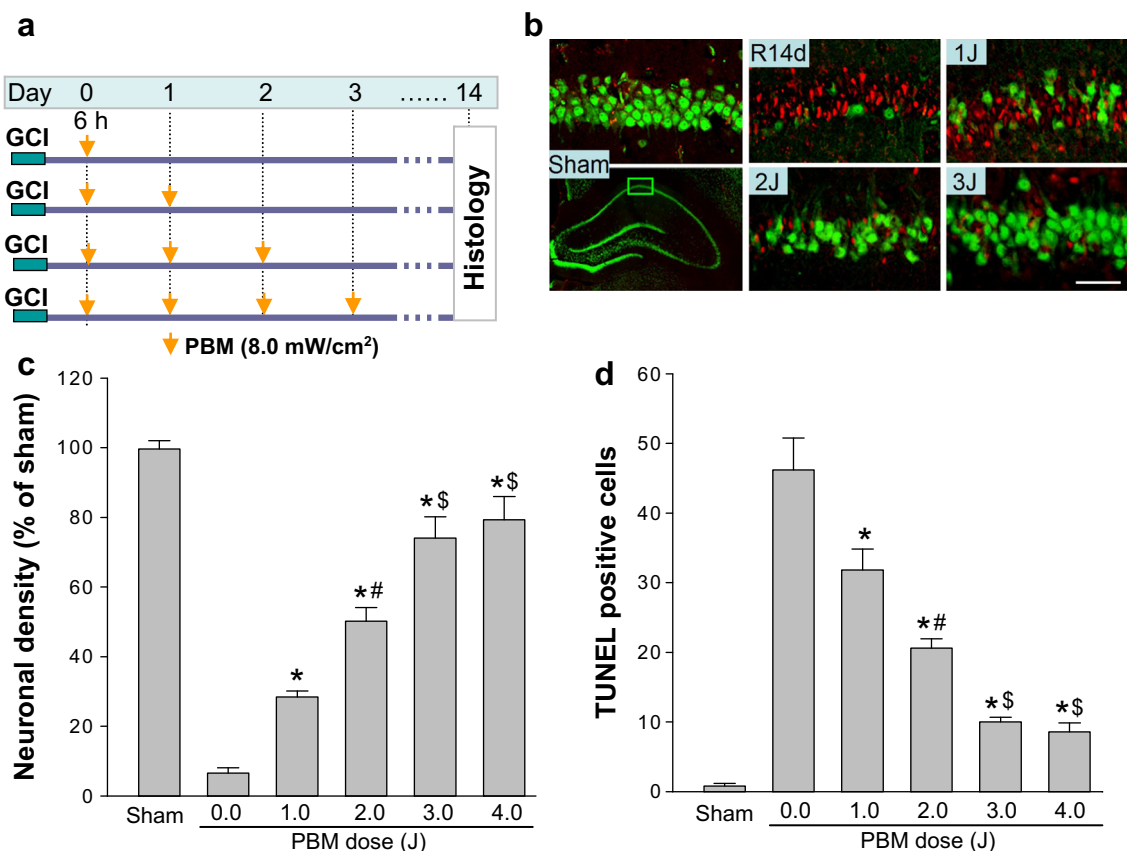 a
Day 0 1 2 3 ...... 14
6 h
GCI
GCI
GCI
GCI
Histology
PBM (8.0 mW/cm²)
b
R14d
1J
Sham
2J
3J
c
Neuronal density (% of sham)
120
100
80
60
40
20
0
*
*#
*$
*$
Sham 0.0 1.0 2.0 3.0 4.0
PBM dose (J)
d
TUNEL positive cells
60
50
40
30
20
10
0
*
*#
*$
*$
Sham 0.0 1.0 2.0 3.0 4.0
PBM dose (J)